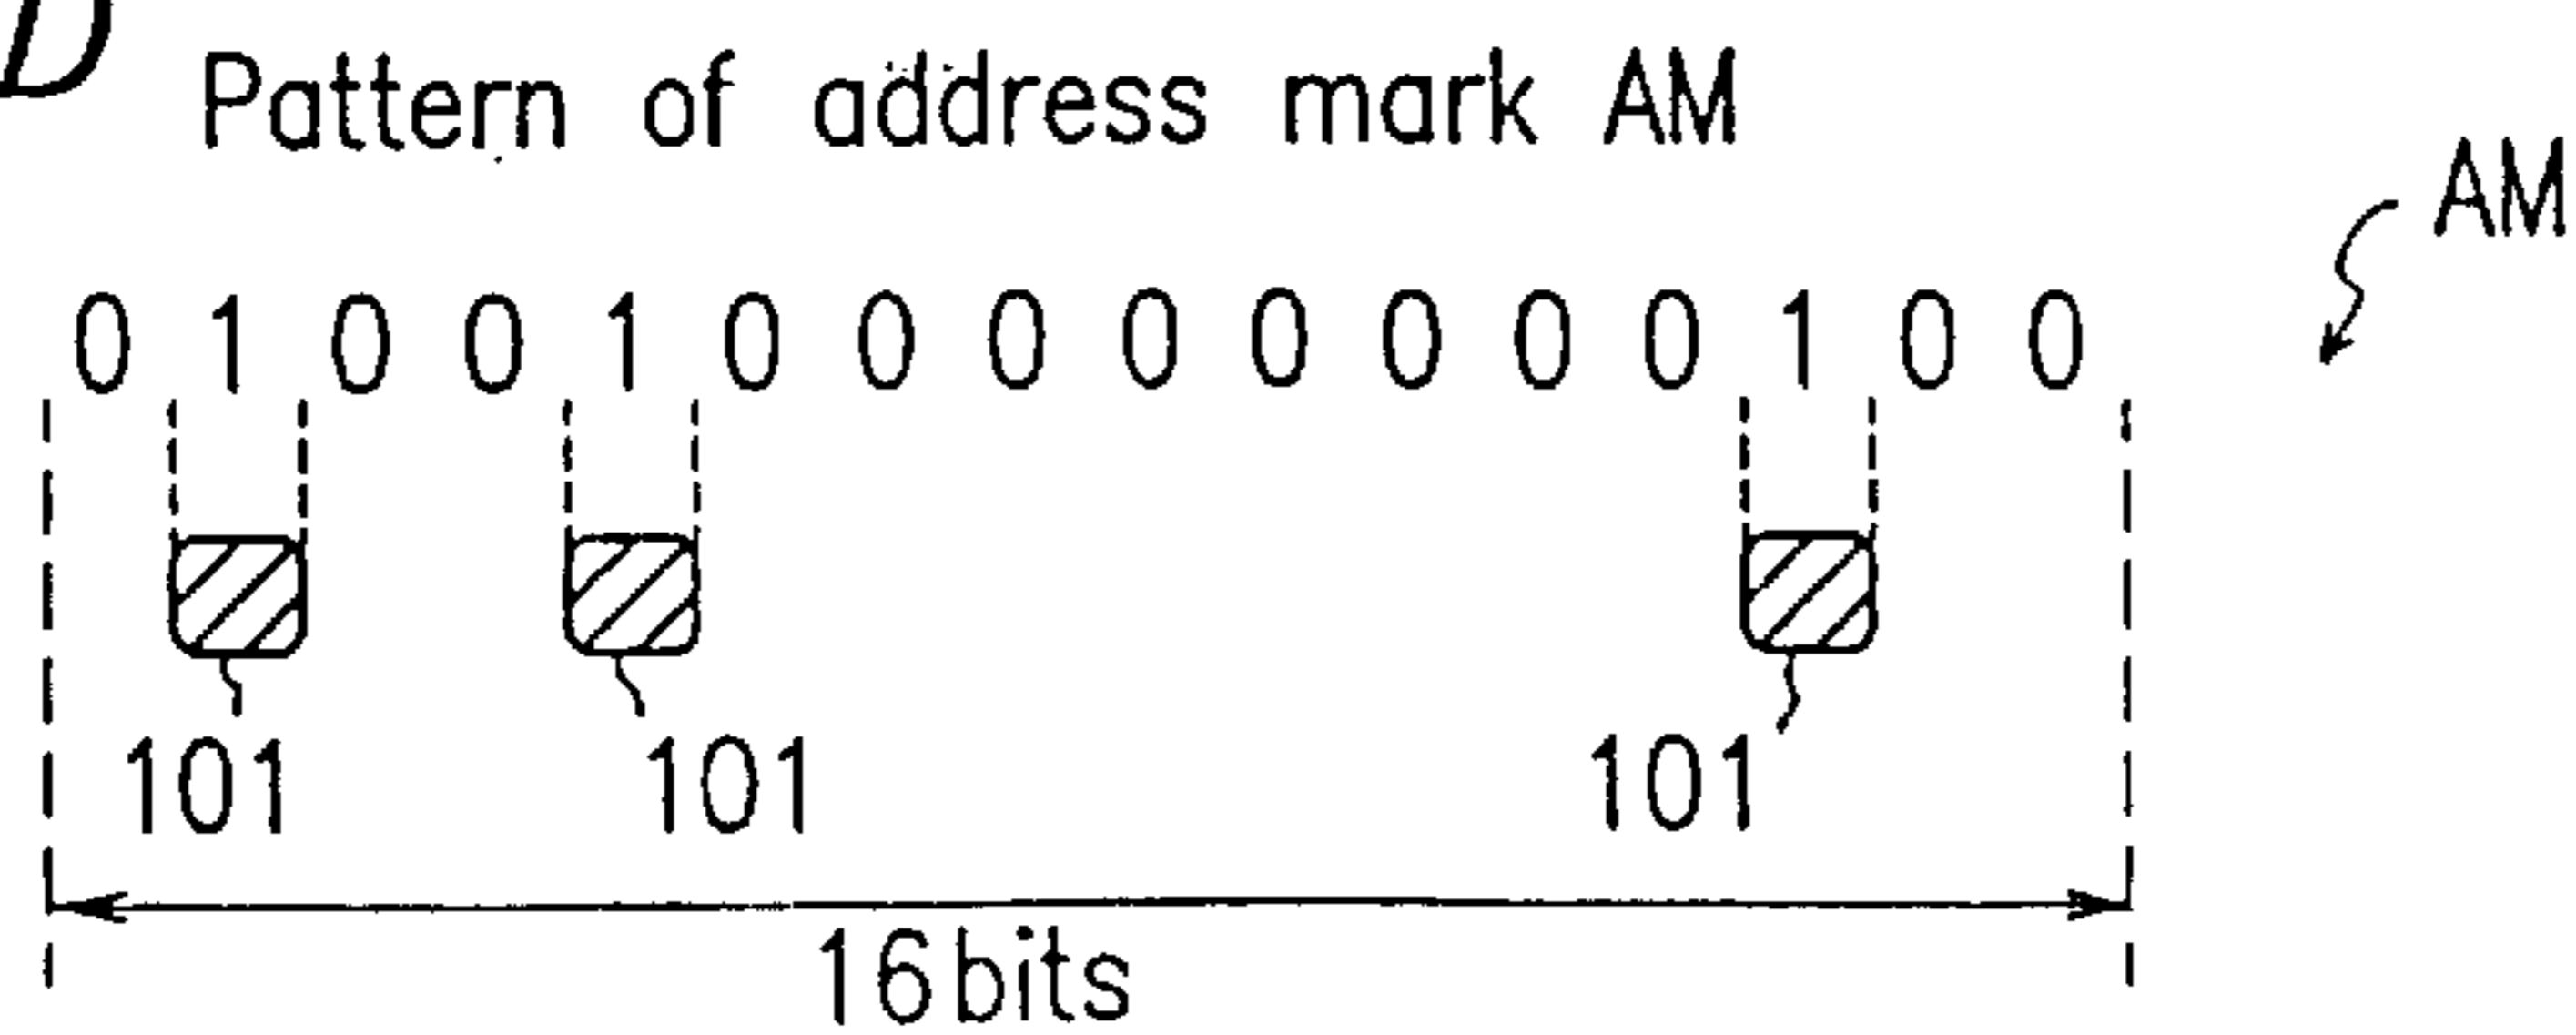 D
Pattern of address mark AM
AM
0 1 0 0 1 0 0 0 0 0 0 0 0 1 0 0
101 101 101
16bits